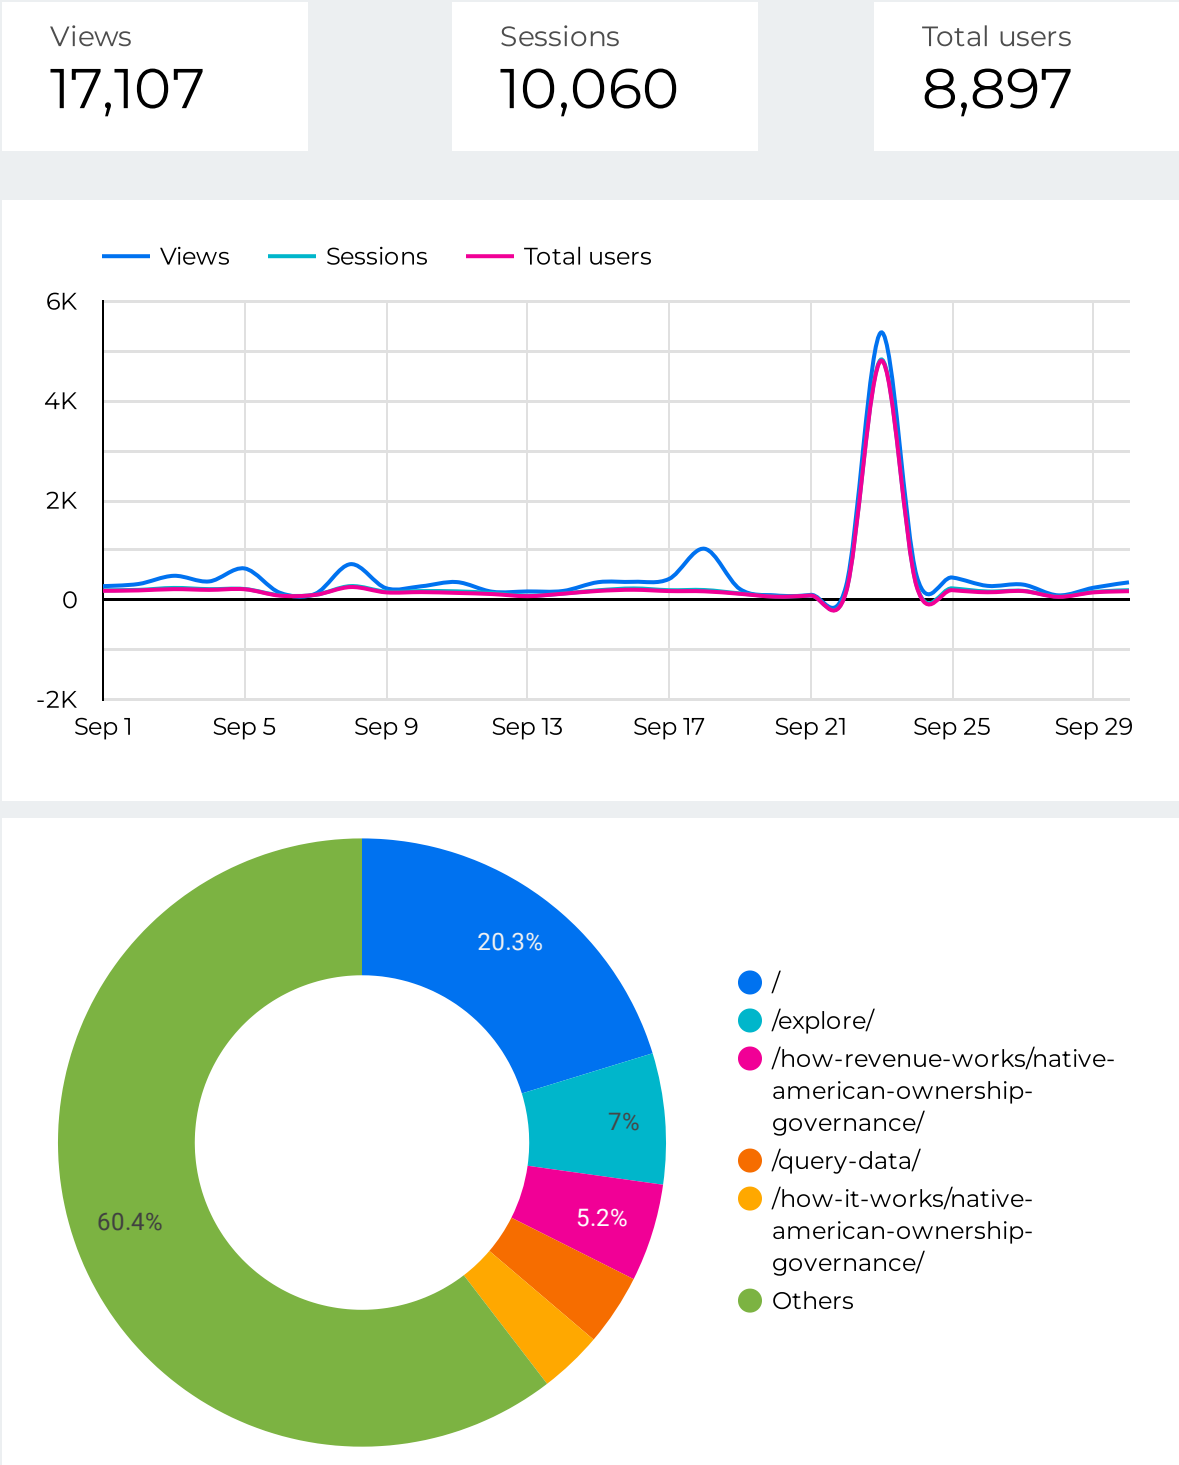 Views
17,107
Sessions
10,060
Total users
8,897
Views
Sessions
Total users
6K
4K
2K
0
-2K
Sep 1
Sep 5
Sep 9
Sep 13
Sep 17
Sep 21
Sep 25
Sep 29
20.3%
7%
5.2%
60.4%
/
/explore/
/how-revenue-works/native-
american-ownership-
governance/
/query-data/
/how-it-works/native-
american-ownership-
governance/
Others